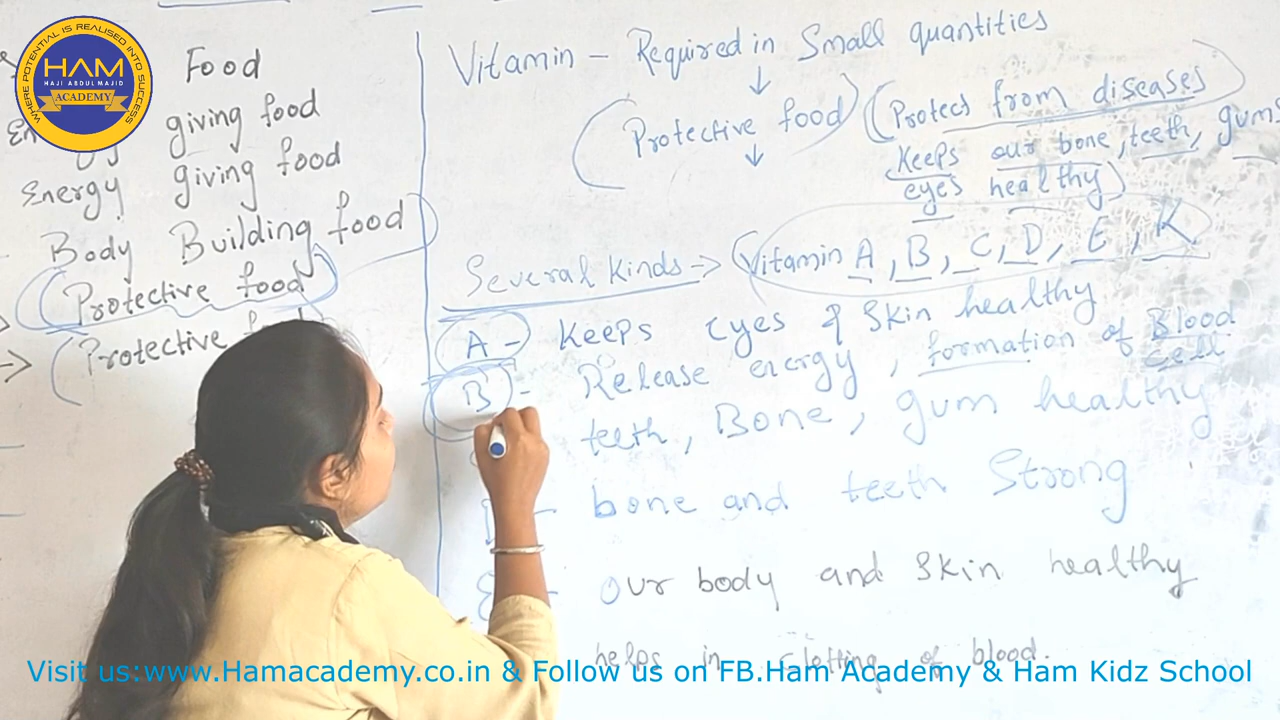 WHERE POTENTIAL IS REALISED INTO SUCCESS
HAM
HAJI ABDUL MAJID
ACADEMY
Food
giving food
Energy giving food
Body Building food
(Protective food)
(Protective
Vitamin - Required in Small quantities
↓
(Protective food) (Protects from diseases)
↓
(Keeps our bone, teeth, gums
eyes healthy)
Several Kinds → (Vitamin A, B, C, D, E, K
A - Keeps eyes & Skin healthy
B - Release energy, formation of Blood
cell
teeth, Bone, gum healthy
- bone and teeth Strong
E - Our body and Skin healthy
helps in Clotting of blood.
Visit us:www.Hamacademy.co.in & Follow us on FB.Ham Academy & Ham Kidz School